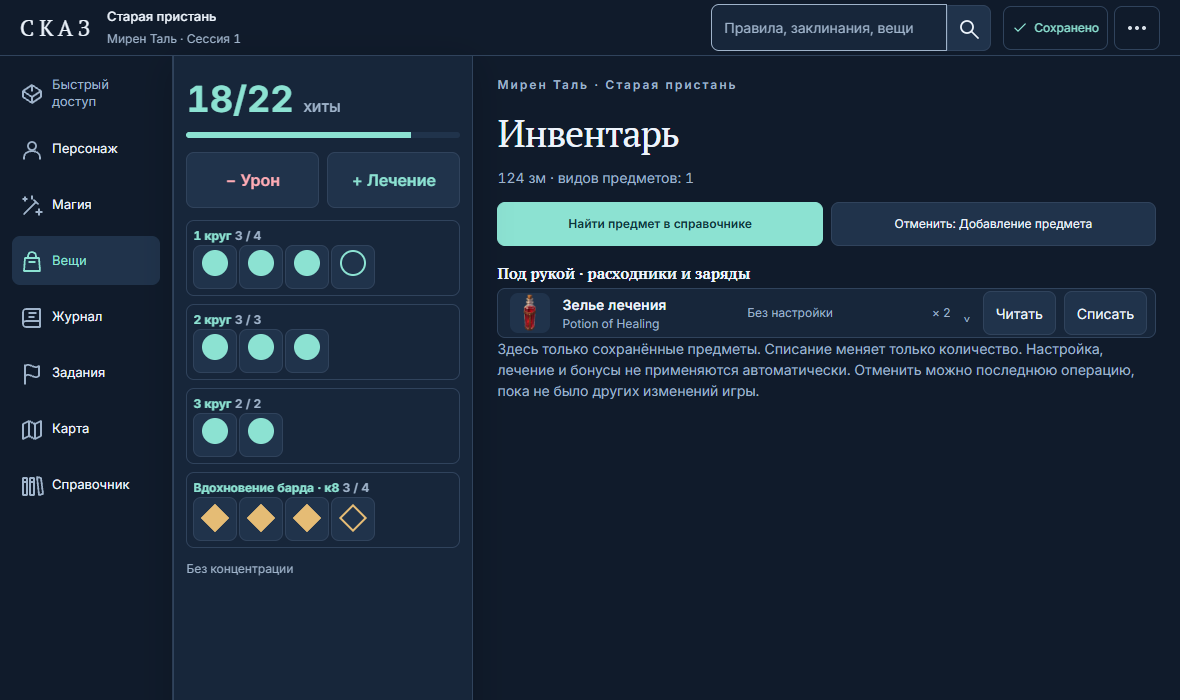 СКАЗ
Старая пристань
Мирен Таль · Сессия 1
Правила, заклинания, вещи
Сохранено
Быстрый
доступ
Персонаж
Магия
Вещи
Журнал
Задания
Карта
Справочник
18/22 хиты
– Урон
+ Лечение
1 круг 3 / 4
2 круг 3 / 3
3 круг 2 / 2
Вдохновение барда · к8 3 / 4
Без концентрации
Мирен Таль · Старая пристань
Инвентарь
124 зм · видов предметов: 1
Найти предмет в справочнике
Отменить: Добавление предмета
Под рукой · расходники и заряды
Зелье лечения
Potion of Healing
Без настройки
× 2
Читать
Списать
Здесь только сохранённые предметы. Списание меняет только количество. Настройка,
лечение и бонусы не применяются автоматически. Отменить можно последнюю операцию,
пока не было других изменений игры.